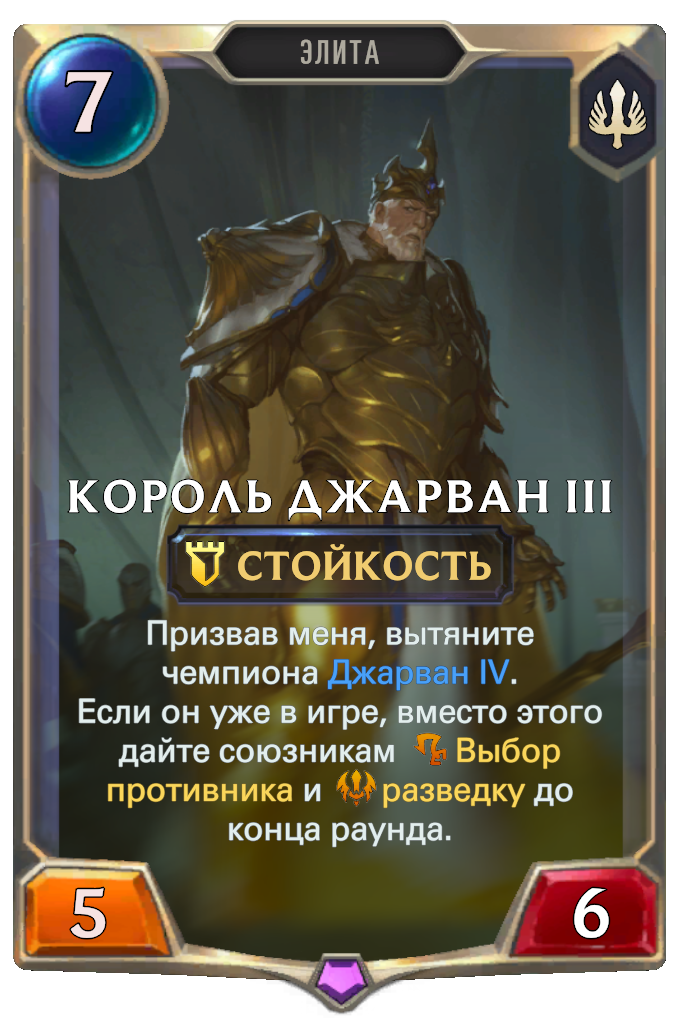 ЭЛИТА
7
КОРОЛЬ ДЖАРВАН III
СТОЙКОСТЬ
Призвав меня, вытяните
чемпиона Джарван IV.
Если он уже в игре, вместо этого
дайте союзникам Выбор
противника и разведку до
конца раунда.
5
6